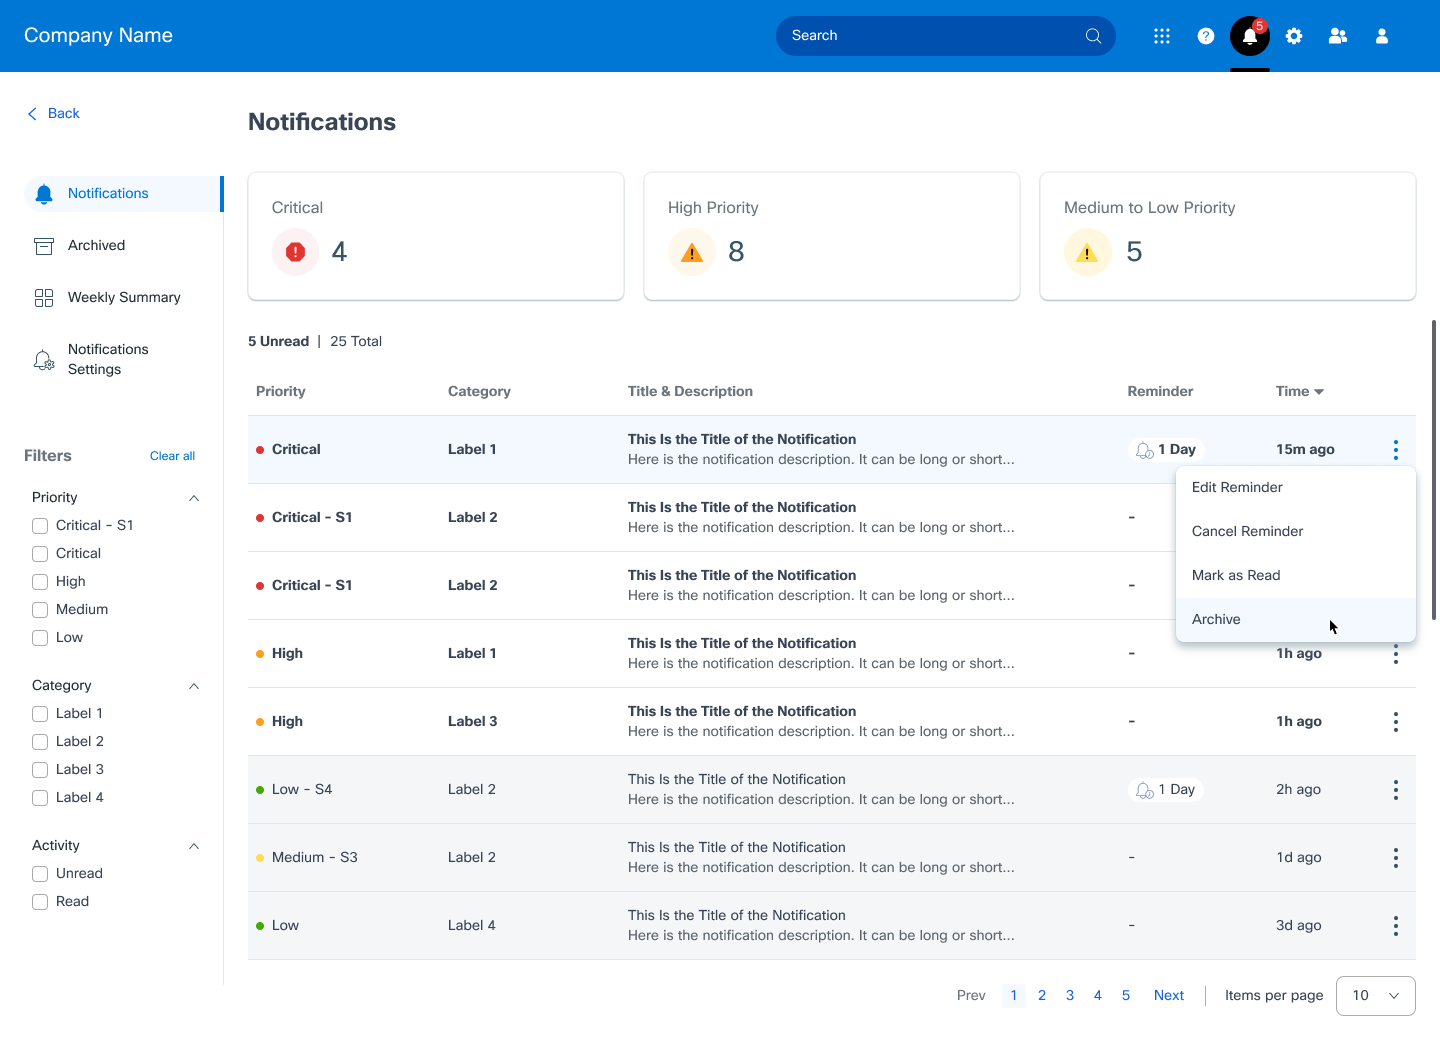 Company Name
Search
?
5
Back
Notifications
Archived
Weekly Summary
Notifications
Settings
Filters
Clear all
Priority
Critical - S1
Critical
High
Medium
Low
Category
Label 1
Label 2
Label 3
Label 4
Activity
Unread
Read
Notifications
Critical
4
High Priority
8
Medium to Low Priority
5
5 Unread | 25 Total
Priority Category Title & Description Reminder Time
Critical Label 1 This Is the Title of the Notification 1 Day 15m ago
Here is the notification description. It can be long or short...
Critical - S1 Label 2 This Is the Title of the Notification -
Here is the notification description. It can be long or short...
Critical - S1 Label 2 This Is the Title of the Notification -
Here is the notification description. It can be long or short...
High Label 1 This Is the Title of the Notification - 1h ago
Here is the notification description. It can be long or short...
High Label 3 This Is the Title of the Notification - 1h ago
Here is the notification description. It can be long or short...
Low - S4 Label 2 This Is the Title of the Notification 1 Day 2h ago
Here is the notification description. It can be long or short...
Medium - S3 Label 2 This Is the Title of the Notification - 1d ago
Here is the notification description. It can be long or short...
Low Label 4 This Is the Title of the Notification - 3d ago
Here is the notification description. It can be long or short...
Edit Reminder
Cancel Reminder
Mark as Read
Archive
Prev 1 2 3 4 5 Next | Items per page 10